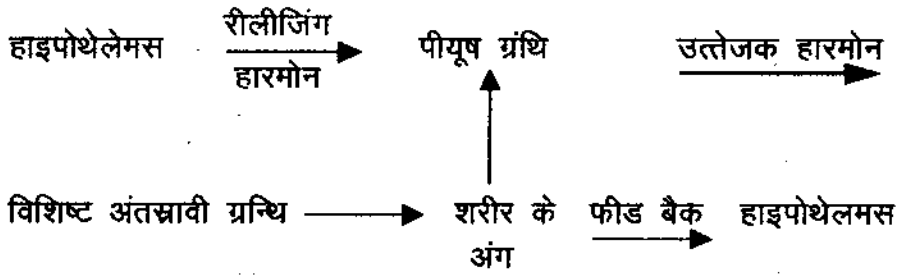 हाइपोथेलेमस रीलीजिंग हारमोन पीयूष ग्रंथि उत्तेजक हारमोन
विशिष्ट अंतस्रावी ग्रन्थि शरीर के अंग फीड बैक हाइपोथेलमस